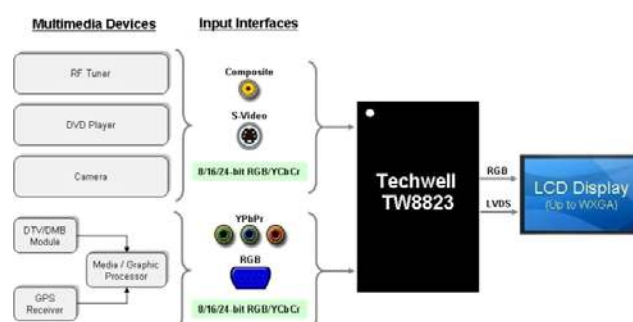 Multimedia Devices
Input Interfaces
RF Tuner
DVD Player
Camera
Composite
S-Video
8/16/24-bit RGB/YCbCr
DTV/DMB
Module
Media / Graphic
Processor
GPS
Receiver
YPbPr
RGB
8/16/24-bit RGB/YCbCr
Techwell
TW8823
RGB
LVDS
LCD Display
(Up to WXGA)